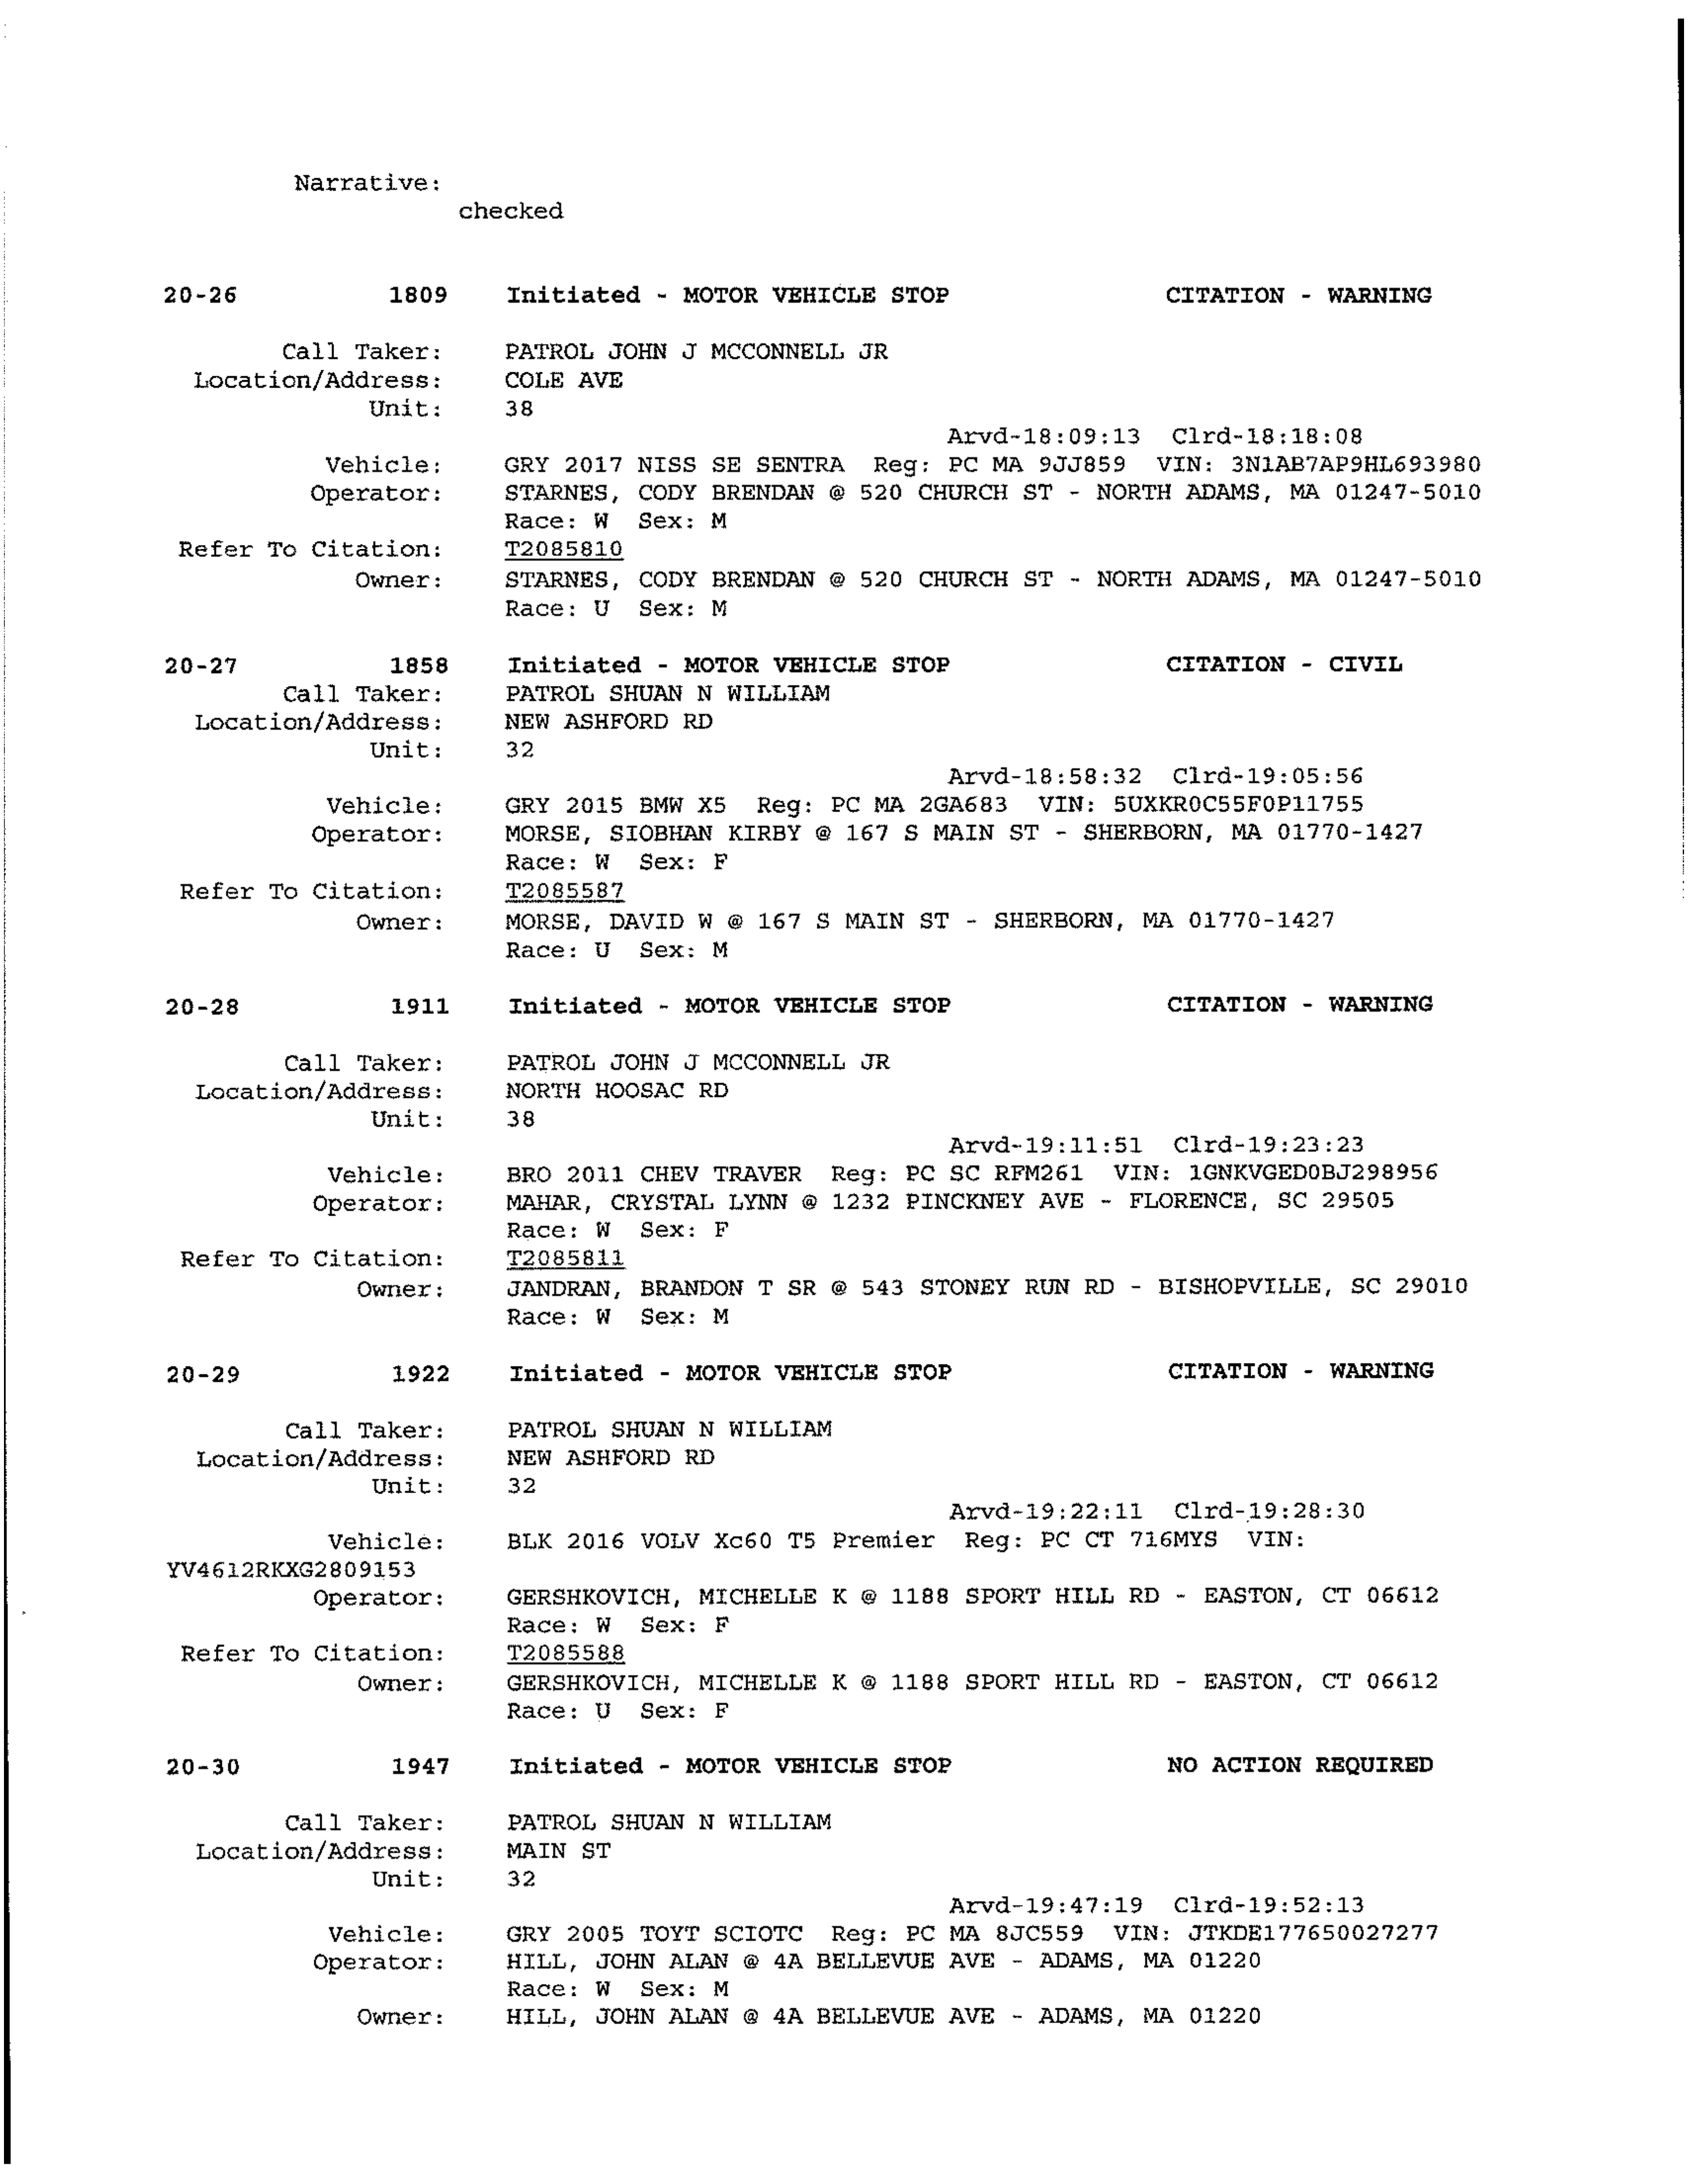 Narrative:
checked
20-26 1809 Initiated - MOTOR VEHICLE STOP CITATION - WARNING
Call Taker: PATROL JOHN J MCCONNELL JR
Location/Address: COLE AVE
Unit: 38
Arvd-18:09:13 Clrd-18:18:08
Vehicle: GRY 2017 NISS SE SENTRA Reg: PC MA 9JJ859 VIN: 3N1AB7AP9HL693980
Operator: STARNES, CODY BRENDAN @ 520 CHURCH ST - NORTH ADAMS, MA 01247-5010
Race: W Sex: M
Refer To Citation: T2085810
Owner: STARNES, CODY BRENDAN @ 520 CHURCH ST - NORTH ADAMS, MA 01247-5010
Race: U Sex: M
20-27 1858 Initiated - MOTOR VEHICLE STOP CITATION - CIVIL
Call Taker: PATROL SHUAN N WILLIAM
Location/Address: NEW ASHFORD RD
Unit: 32
Arvd-18:58:32 Clrd-19:05:56
Vehicle: GRY 2015 BMW X5 Reg: PC MA 2GA683 VIN: 5UXKR0C55F0P11755
Operator: MORSE, SIOBHAN KIRBY @ 167 S MAIN ST - SHERBORN, MA 01770-1427
Race: W Sex: F
Refer To Citation: T2085587
Owner: MORSE, DAVID W @ 167 S MAIN ST - SHERBORN, MA 01770-1427
Race: U Sex: M
20-28 1911 Initiated - MOTOR VEHICLE STOP CITATION - WARNING
Call Taker: PATROL JOHN J MCCONNELL JR
Location/Address: NORTH HOOSAC RD
Unit: 38
Arvd-19:11:51 Clrd-19:23:23
Vehicle: BRO 2011 CHEV TRAVER Reg: PC SC RFM261 VIN: 1GNKVGED0BJ298956
Operator: MAHAR, CRYSTAL LYNN @ 1232 PINCKNEY AVE - FLORENCE, SC 29505
Race: W Sex: F
Refer To Citation: T2085811
Owner: JANDRAN, BRANDON T SR @ 543 STONEY RUN RD - BISHOPVILLE, SC 29010
Race: W Sex: M
20-29 1922 Initiated - MOTOR VEHICLE STOP CITATION - WARNING
Call Taker: PATROL SHUAN N WILLIAM
Location/Address: NEW ASHFORD RD
Unit: 32
Arvd-19:22:11 Clrd-19:28:30
Vehicle: BLK 2016 VOLV Xc60 T5 Premier Reg: PC CT 716MYS VIN:
YV4612RKXG2809153
Operator: GERSHKOVICH, MICHELLE K @ 1188 SPORT HILL RD - EASTON, CT 06612
Race: W Sex: F
Refer To Citation: T2085588
Owner: GERSHKOVICH, MICHELLE K @ 1188 SPORT HILL RD - EASTON, CT 06612
Race: U Sex: F
20-30 1947 Initiated - MOTOR VEHICLE STOP NO ACTION REQUIRED
Call Taker: PATROL SHUAN N WILLIAM
Location/Address: MAIN ST
Unit: 32
Arvd-19:47:19 Clrd-19:52:13
Vehicle: GRY 2005 TOYT SCIOTC Reg: PC MA 8JC559 VIN: JTKDE177650027277
Operator: HILL, JOHN ALAN @ 4A BELLEVUE AVE - ADAMS, MA 01220
Race: W Sex: M
Owner: HILL, JOHN ALAN @ 4A BELLEVUE AVE - ADAMS, MA 01220